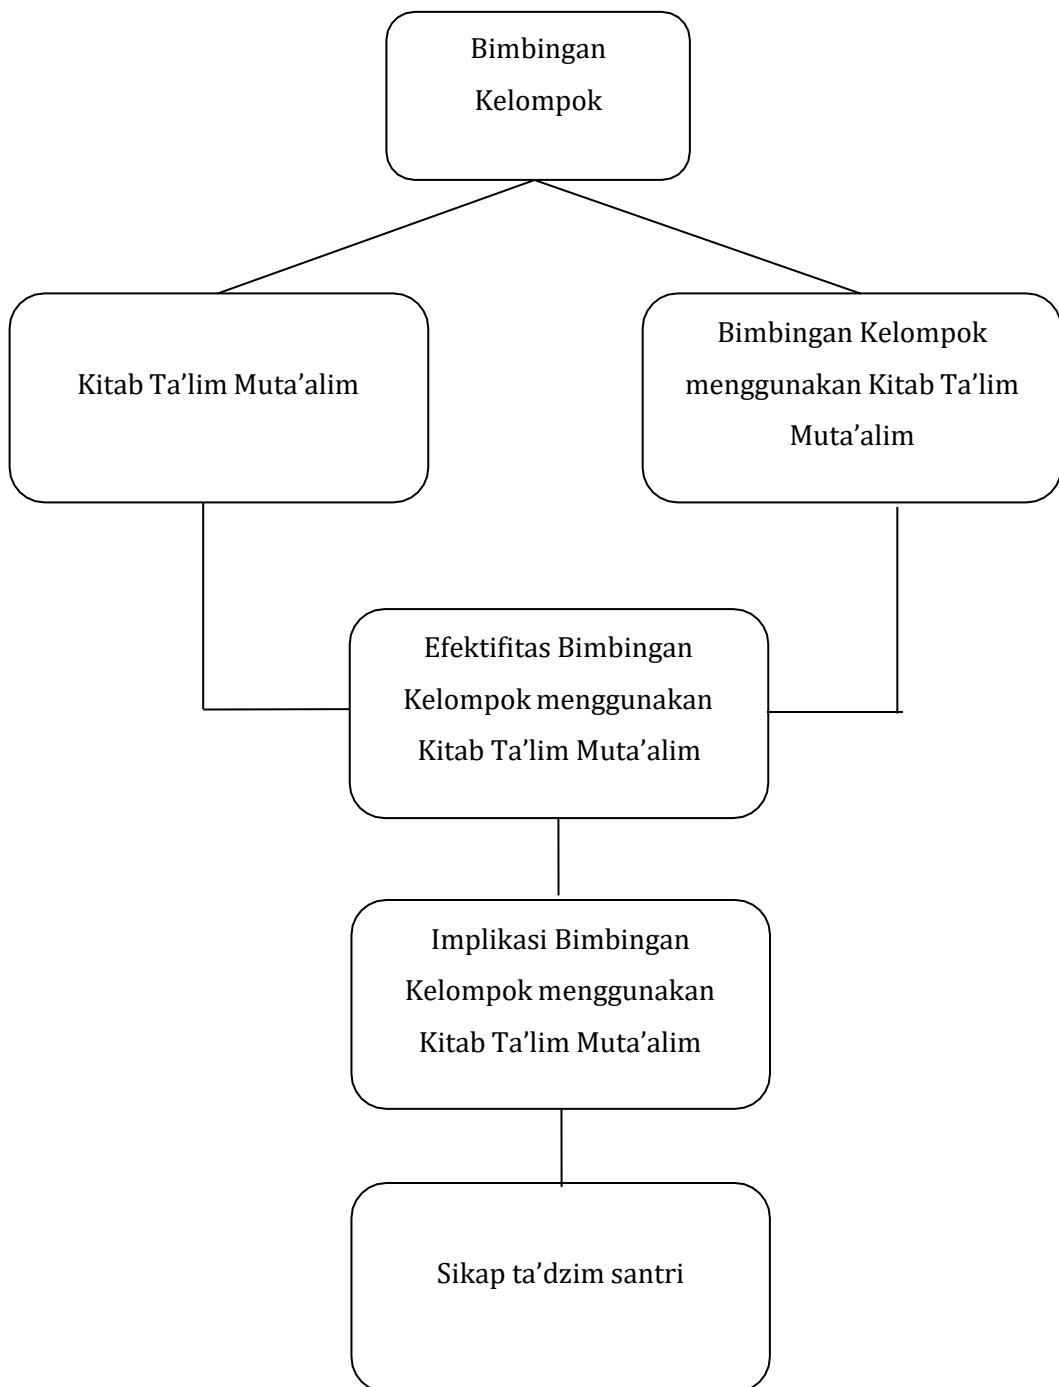 Bimbingan
Kelompok
Kitab Ta’lim Muta’alim
Bimbingan Kelompok
menggunakan Kitab Ta’lim
Muta’alim
Efektifitas Bimbingan
Kelompok menggunakan
Kitab Ta’lim Muta’alim
Implikasi Bimbingan
Kelompok menggunakan
Kitab Ta’lim Muta’alim
Sikap ta’dzim santri